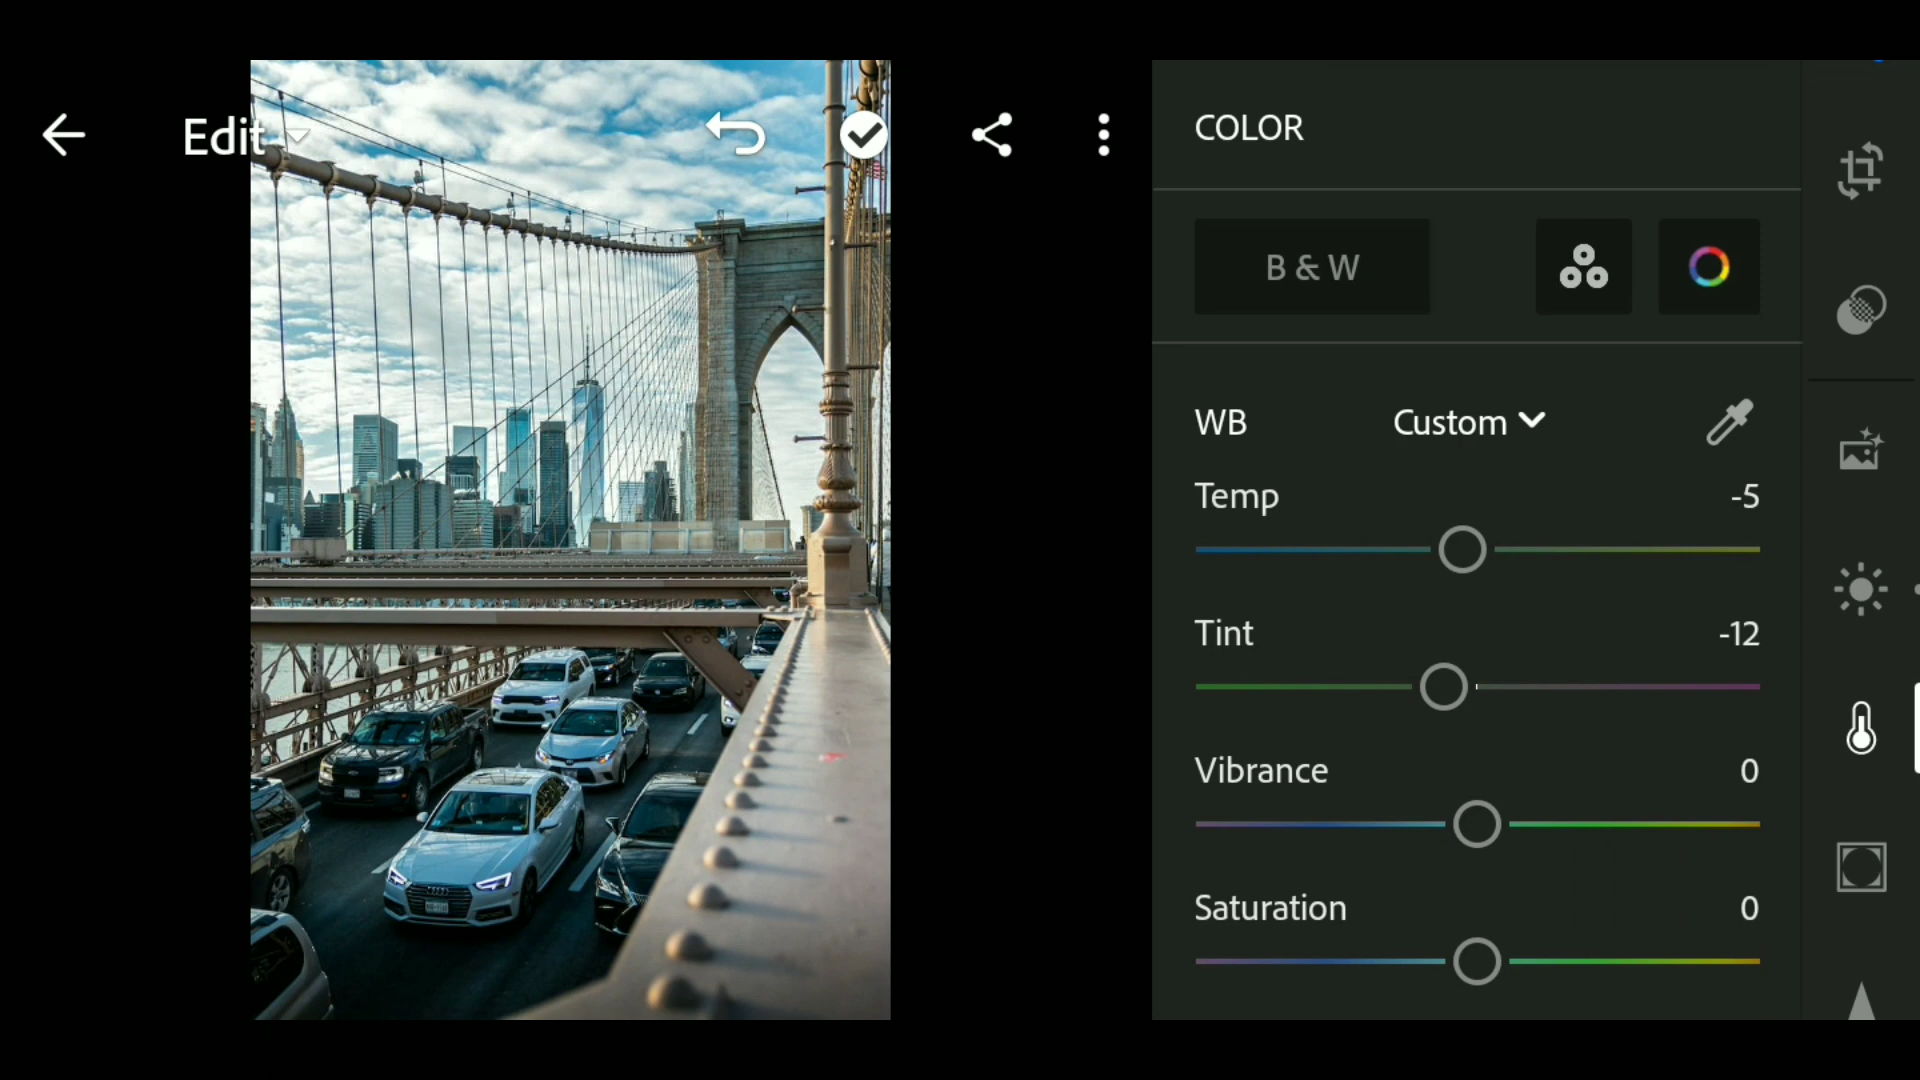 Edit
COLOR
B & W
WB Custom
Temp -5
Tint -12
Vibrance 0
Saturation 0